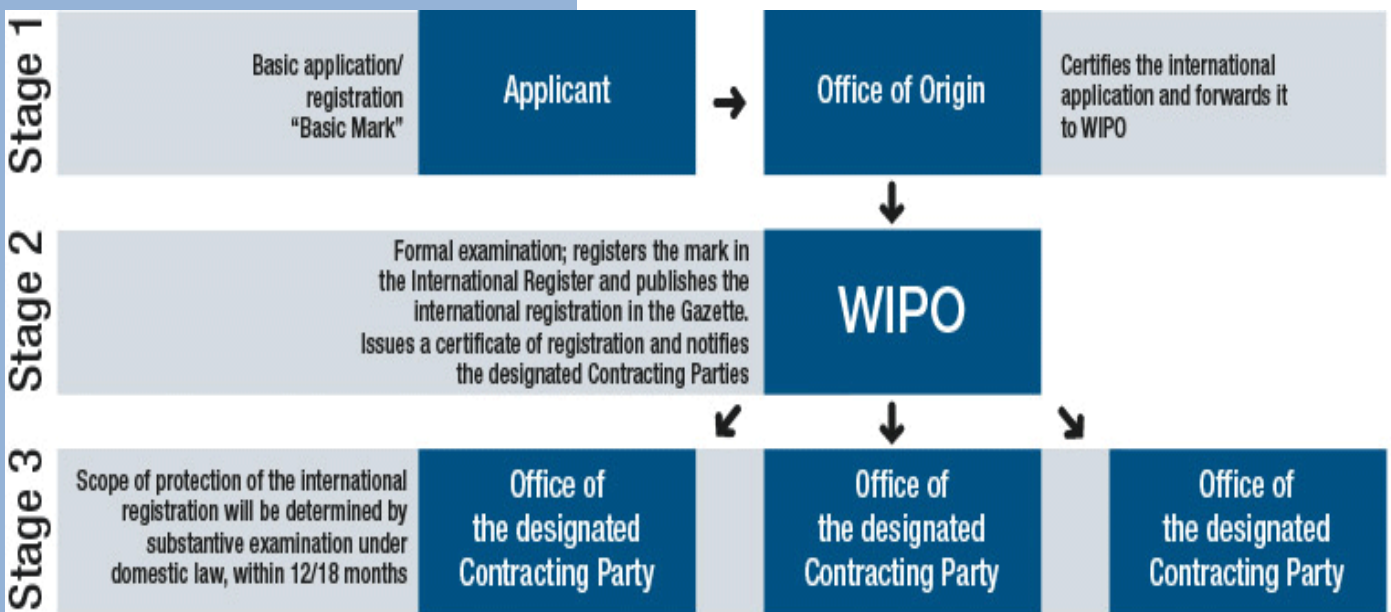 Stage 1
Basic application/
registration
“Basic Mark”
Applicant
Office of Origin
Certifies the international
application and forwards it
to WIPO
Stage 2
Formal examination; registers the mark in
the International Register and publishes the
international registration in the Gazette.
Issues a certificate of registration and notifies
the designated Contracting Parties
WIPO
Stage 3
Scope of protection of the international
registration will be determined by
substantive examination under
domestic law, within 12/18 months
Office of
the designated
Contracting Party
Office of
the designated
Contracting Party
Office of
the designated
Contracting Party